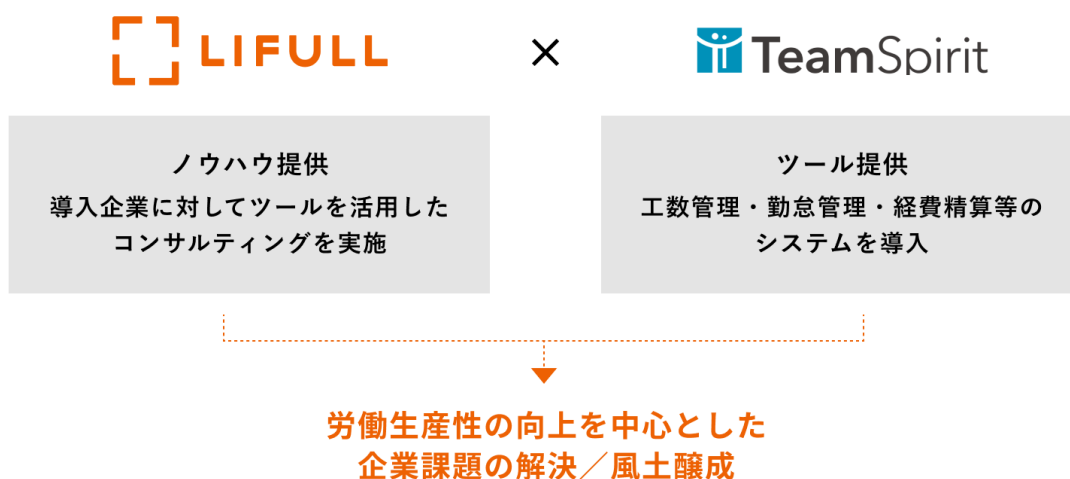 LIFULL × TeamSpirit
ノウハウ提供
導入企業に対してツールを活用した
コンサルティングを実施
ツール提供
工数管理・勤怠管理・経費精算等の
システムを導入
労働生産性の向上を中心とした
企業課題の解決／風土醸成